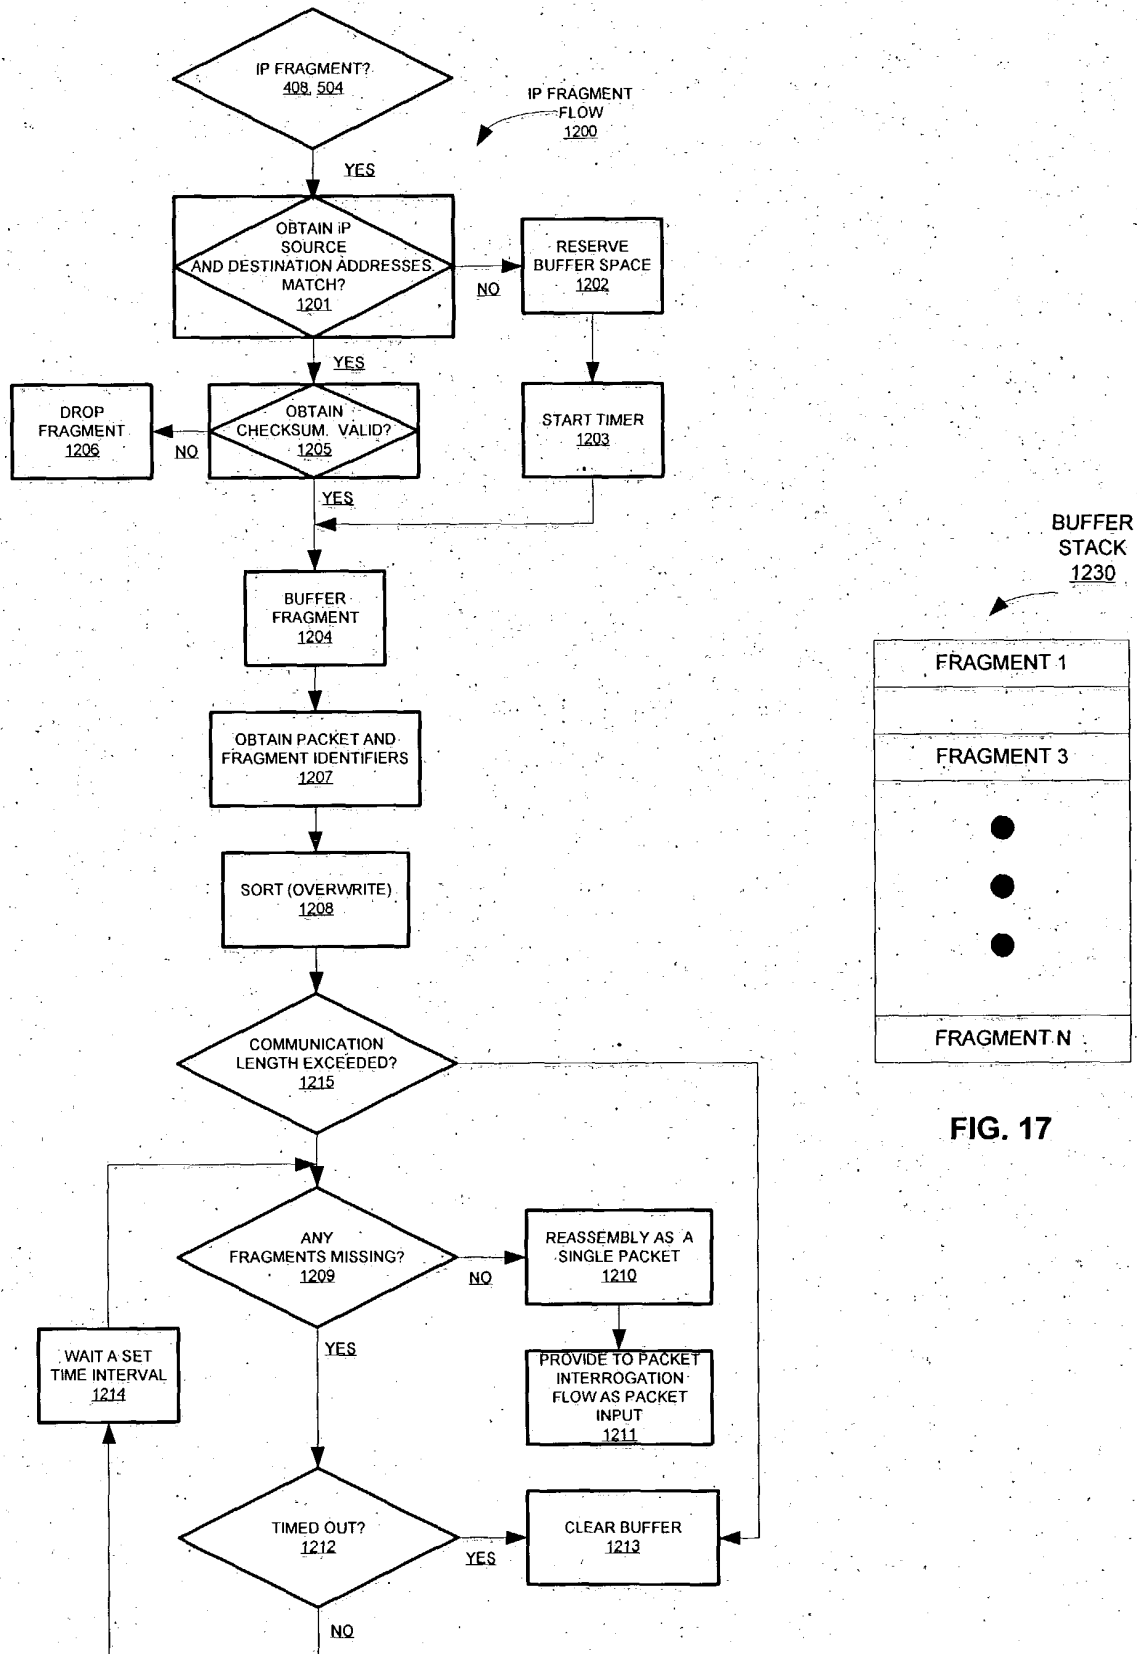 IP FRAGMENT?
408, 504
IP FRAGMENT
FLOW
1200
YES
OBTAIN IP
SOURCE
AND DESTINATION ADDRESSES.
MATCH?
1201
NO
RESERVE
BUFFER SPACE
1202
YES
DROP
FRAGMENT
1206
NO
OBTAIN
CHECKSUM. VALID?
1205
START TIMER
1203
YES
BUFFER
FRAGMENT
1204
BUFFER
STACK
1230
FRAGMENT 1
FRAGMENT 3
FRAGMENT N
FIG. 17
OBTAIN PACKET AND
FRAGMENT IDENTIFIERS
1207
SORT (OVERWRITE)
1208
COMMUNICATION
LENGTH EXCEEDED?
1215
ANY
FRAGMENTS MISSING?
1209
NO
REASSEMBLY AS A
SINGLE PACKET
1210
YES
WAIT A SET
TIME INTERVAL
1214
PROVIDE TO PACKET
INTERROGATION
FLOW AS PACKET
INPUT
1211
TIMED OUT?
1212
YES
CLEAR BUFFER
1213
NO